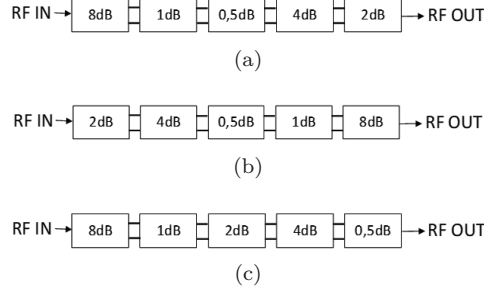 RF IN 8dB 1dB 0,5dB 4dB 2dB RF OUT
(a)
RF IN 2dB 4dB 0,5dB 1dB 8dB RF OUT
(b)
RF IN 8dB 1dB 2dB 4dB 0,5dB RF OUT
(c)